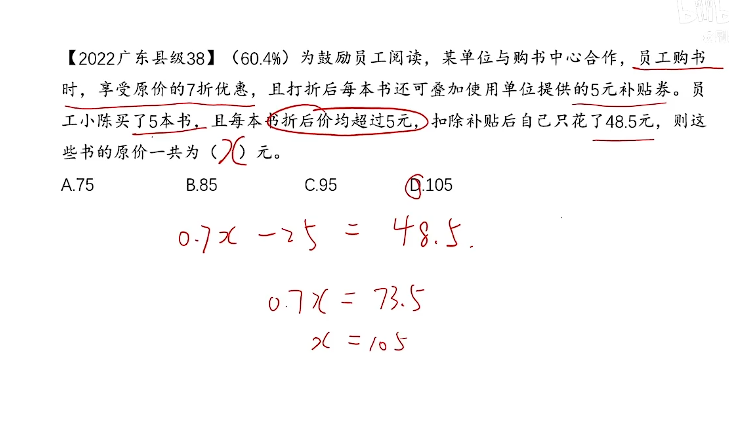 【2022广东县级38】（60.4%）为鼓励员工阅读，某单位与购书中心合作，员工购书
时，享受原价的7折优惠，且打折后每本书还可叠加使用单位提供的5元补贴券。员
工小陈买了5本书，且每本书折后价均超过5元，扣除补贴后自己只花了48.5元，则这
些书的原价一共为（x）元。
A.75 B.85 C.95 D.105
0.7x - 25 = 48.5.
0.7x = 73.5
x = 105